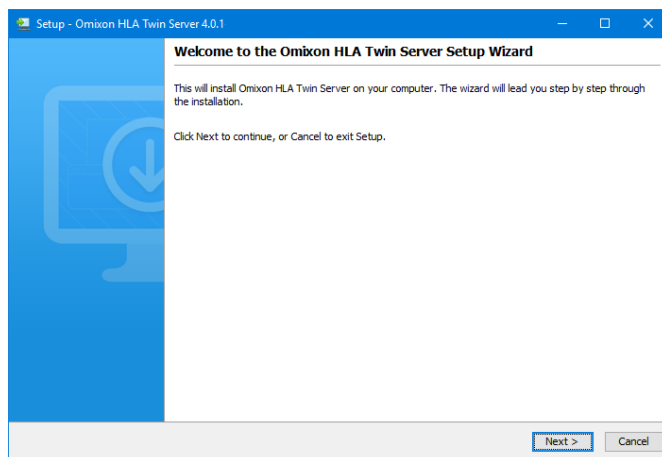 Setup - Omixon HLA Twin Server 4.0.1
Welcome to the Omixon HLA Twin Server Setup Wizard
This will install Omixon HLA Twin Server on your computer. The wizard will lead you step by step through
the installation.
Click Next to continue, or Cancel to exit Setup.
Next >
Cancel